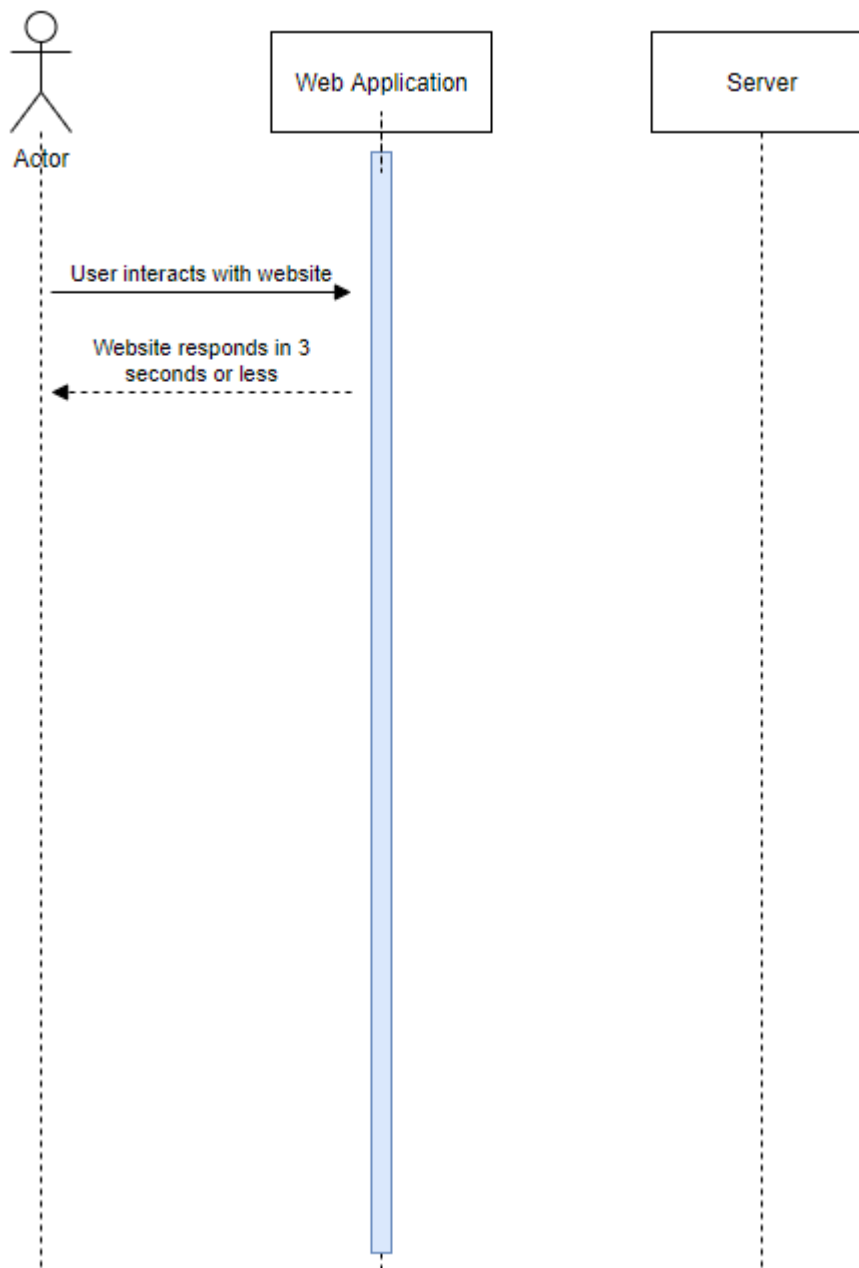 Web Application
Server
Actor
User interacts with website
Website responds in 3
seconds or less